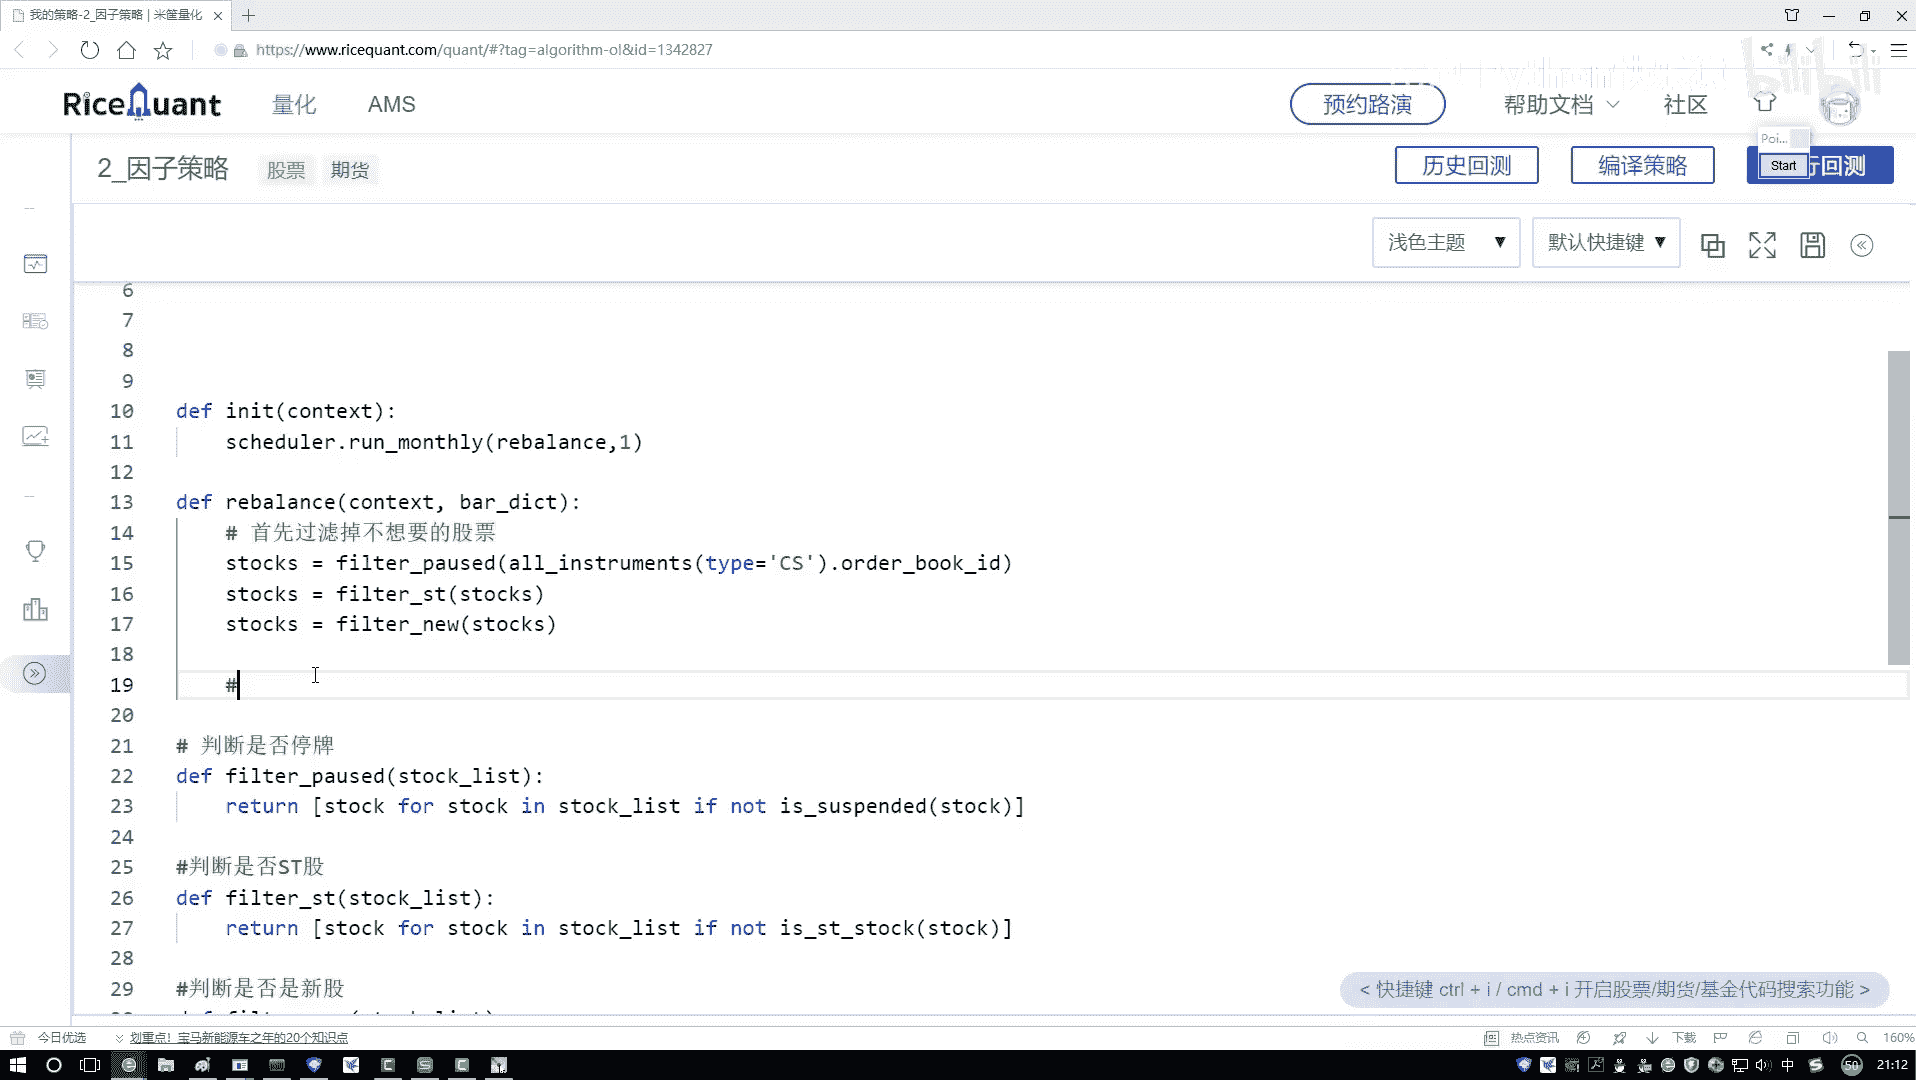 我的策略-2_因子策略 | 米筐量化
https://www.ricequant.com/quant/#?tag=algorithm-ol&id=1342827
bilibili
RiceQuant 量化 AMS 预约路演 帮助文档 社区
Poi...
2_因子策略 股票 期货 历史回测 编译策略 Start 行回测
浅色主题 ▼ 默认快捷键 ▼
6
7
8
9
10 def init(context):
11 scheduler.run_monthly(rebalance,1)
12
13 def rebalance(context, bar_dict):
14 # 首先过滤掉不想要的股票
15 stocks = filter_paused(all_instruments(type='CS').order_book_id)
16 stocks = filter_st(stocks)
17 stocks = filter_new(stocks)
18
19 #
20
21 # 判断是否停牌
22 def filter_paused(stock_list):
23 return [stock for stock in stock_list if not is_suspended(stock)]
24
25 #判断是否ST股
26 def filter_st(stock_list):
27 return [stock for stock in stock_list if not is_st_stock(stock)]
28
29 #判断是否是新股
< 快捷键 ctrl + i / cmd + i 开启股票/期货/基金代码搜索功能 >
今日优选 划重点！宝马新能源车之年的20个知识点 热点资讯 下载 160%
中 50 21:12